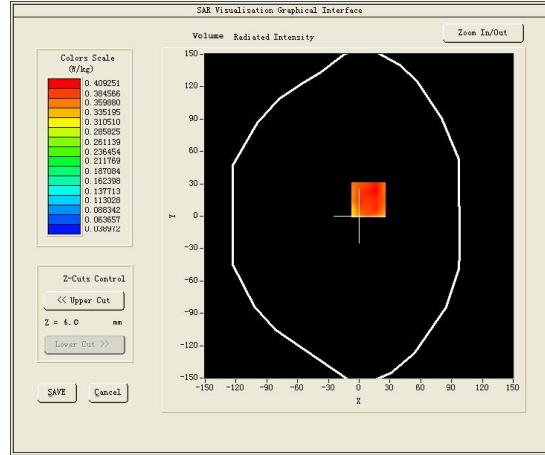 SAR Visualisation Graphical Interface
Volume Radiated Intensity
Zoom In/Out
Colors Scale
(W/kg)
0.409251
0.384566
0.359880
0.335195
0.310510
0.285825
0.261139
0.236454
0.211769
0.187084
0.162398
0.137713
0.113028
0.088342
0.063657
0.038972
Z-Cuts Control
<< Upper Cut
Z = 4.0 mm
Lower Cut >>
SAVE
Cancel
150
120
90
60
30
0
-30
-60
-90
-120
-150
Y
-150 -120 -90 -60 -30 0 30 60 90 120 150
X